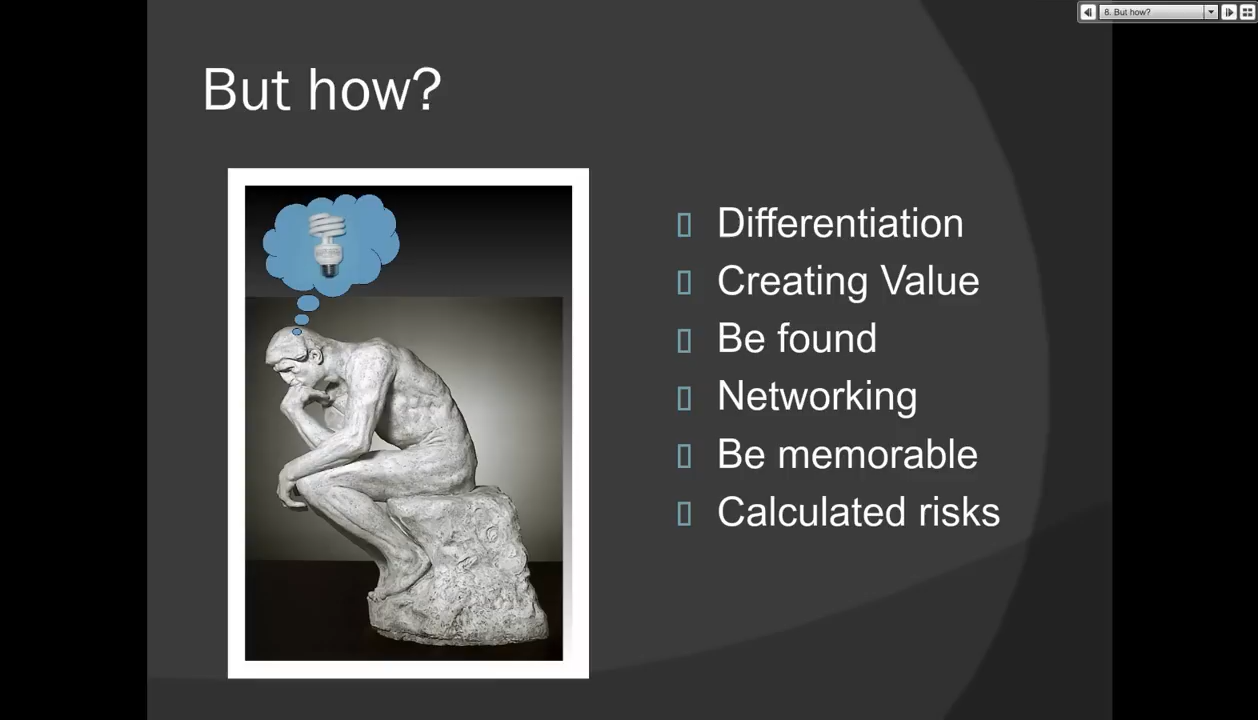 8. But how?
But how?
Differentiation
Creating Value
Be found
Networking
Be memorable
Calculated risks